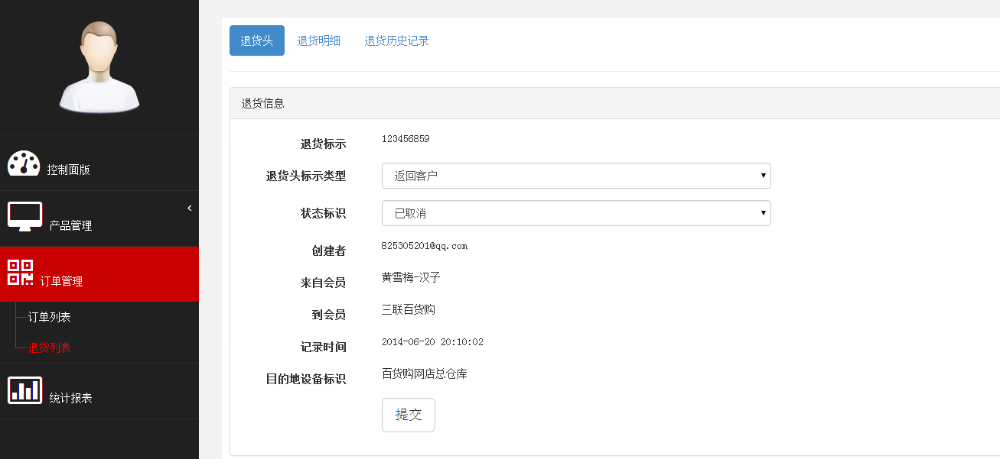 退货头 退货明细 退货历史记录
退货信息
退货标示 123456859
退货头标示类型 返回客户
状态标识 已取消
创建者 825305201@qq.com
来自会员 黄雪梅-汉子
到会员 三联百货购
记录时间 2014-06-20 20:10:02
目的地设备标识 百货购网店总仓库
提交
控制面版
产品管理
订单管理
订单列表
退货列表
统计报表